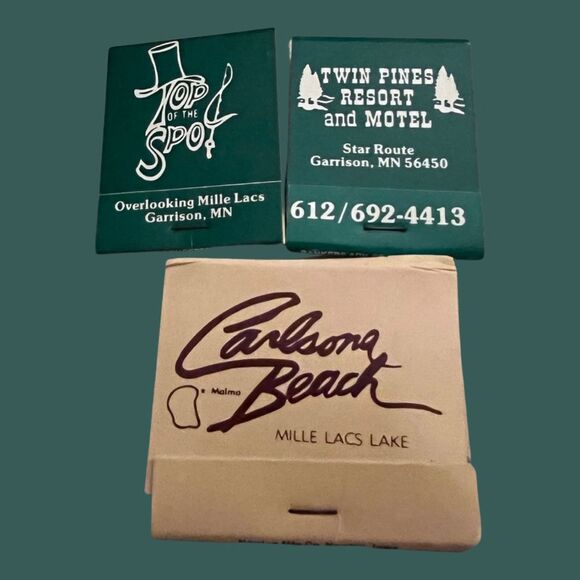 TOP
OF THE
SPOT
Overlooking Mille Lacs
Garrison, MN
TWIN PINES
RESORT
and MOTEL
Star Route
Garrison, MN 56450
612/692-4413
Carlsona
Beach
Malmo
MILLE LACS LAKE